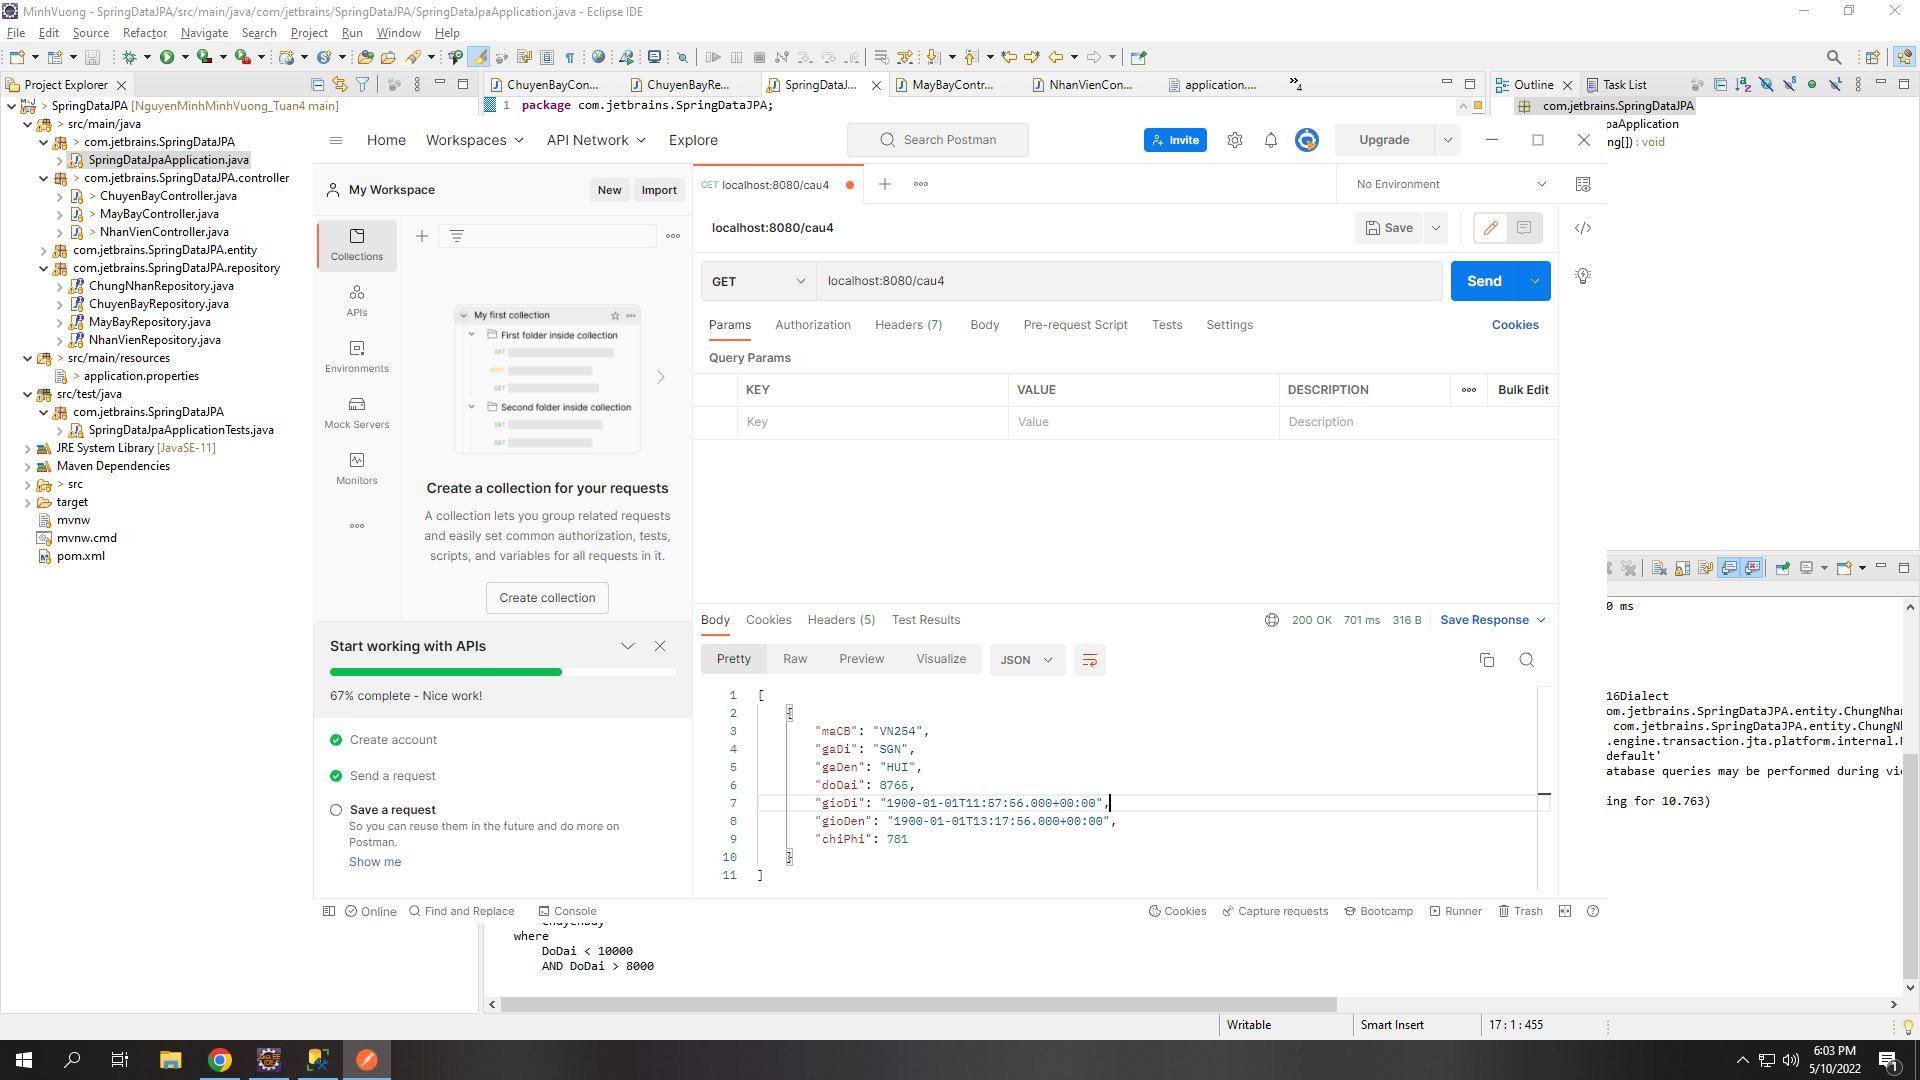 MinhVuong - SpringDataJPA/src/main/java/com/jetbrains/SpringDataJPA/SpringDataJpaApplication.java - Eclipse IDE
File Edit Source Refactor Navigate Search Project Run Window Help
Project Explorer
SpringDataJPA [NguyenMinhMinhVuong_Tuan4 main]
> src/main/java
> com.jetbrains.SpringDataJPA
SpringDataJpaApplication.java
> com.jetbrains.SpringDataJPA.controller
> ChuyenBayController.java
> MayBayController.java
> NhanVienController.java
com.jetbrains.SpringDataJPA.entity
com.jetbrains.SpringDataJPA.repository
ChungNhanRepository.java
ChuyenBayRepository.java
MayBayRepository.java
NhanVienRepository.java
> src/main/resources
> application.properties
src/test/java
com.jetbrains.SpringDataJPA
SpringDataJpaApplicationTests.java
JRE System Library [JavaSE-11]
Maven Dependencies
> src
target
mvnw
mvnw.cmd
pom.xml
ChuyenBayCon...
ChuyenBayRe...
SpringDataJ...
MayBayContr...
NhanVienCon...
application....
4
1 package com.jetbrains.SpringDataJPA;
Outline
Task List
com.jetbrains.SpringDataJPA
paApplication
ng[]) : void
Home Workspaces API Network Explore
Search Postman
Invite
Upgrade
My Workspace
New
Import
Collections
APIs
Environments
Mock Servers
Monitors
My first collection
First folder inside collection
GET
POST
GET
Second folder inside collection
GET
GET
Create a collection for your requests
A collection lets you group related requests
and easily set common authorization, tests,
scripts, and variables for all requests in it.
Create collection
Start working with APIs
67% complete - Nice work!
Create account
Send a request
Save a request
So you can reuse them in the future and do more on
Postman.
Show me
GET localhost:8080/cau4
No Environment
localhost:8080/cau4
Save
GET
localhost:8080/cau4
Send
Params Authorization Headers (7) Body Pre-request Script Tests Settings
Cookies
Query Params
KEY VALUE DESCRIPTION
Bulk Edit
Key Value Description
Body Cookies Headers (5) Test Results
200 OK 701 ms 316 B
Save Response
Pretty Raw Preview Visualize
JSON
1 [
2 {
3 "maCB": "VN254",
4 "gaDi": "SGN",
5 "gaDen": "HUI",
6 "doDai": 8765,
7 "gioDi": "1900-01-01T11:57:56.000+00:00",
8 "gioDen": "1900-01-01T13:17:56.000+00:00",
9 "chiPhi": 781
10 }
11 ]
Online Find and Replace Console
Cookies Capture requests Bootcamp Runner Trash
0 ms
16Dialect
om.jetbrains.SpringDataJPA.entity.ChungNha
com.jetbrains.SpringDataJPA.entity.ChungN
.engine.transaction.jta.platform.internal.
default'
atabase queries may be performed during vi
ing for 10.763)
ChuyenBay
where
DoDai < 10000
AND DoDai > 8000
Writable
Smart Insert
17 : 1 : 455
6:03 PM
5/10/2022
1